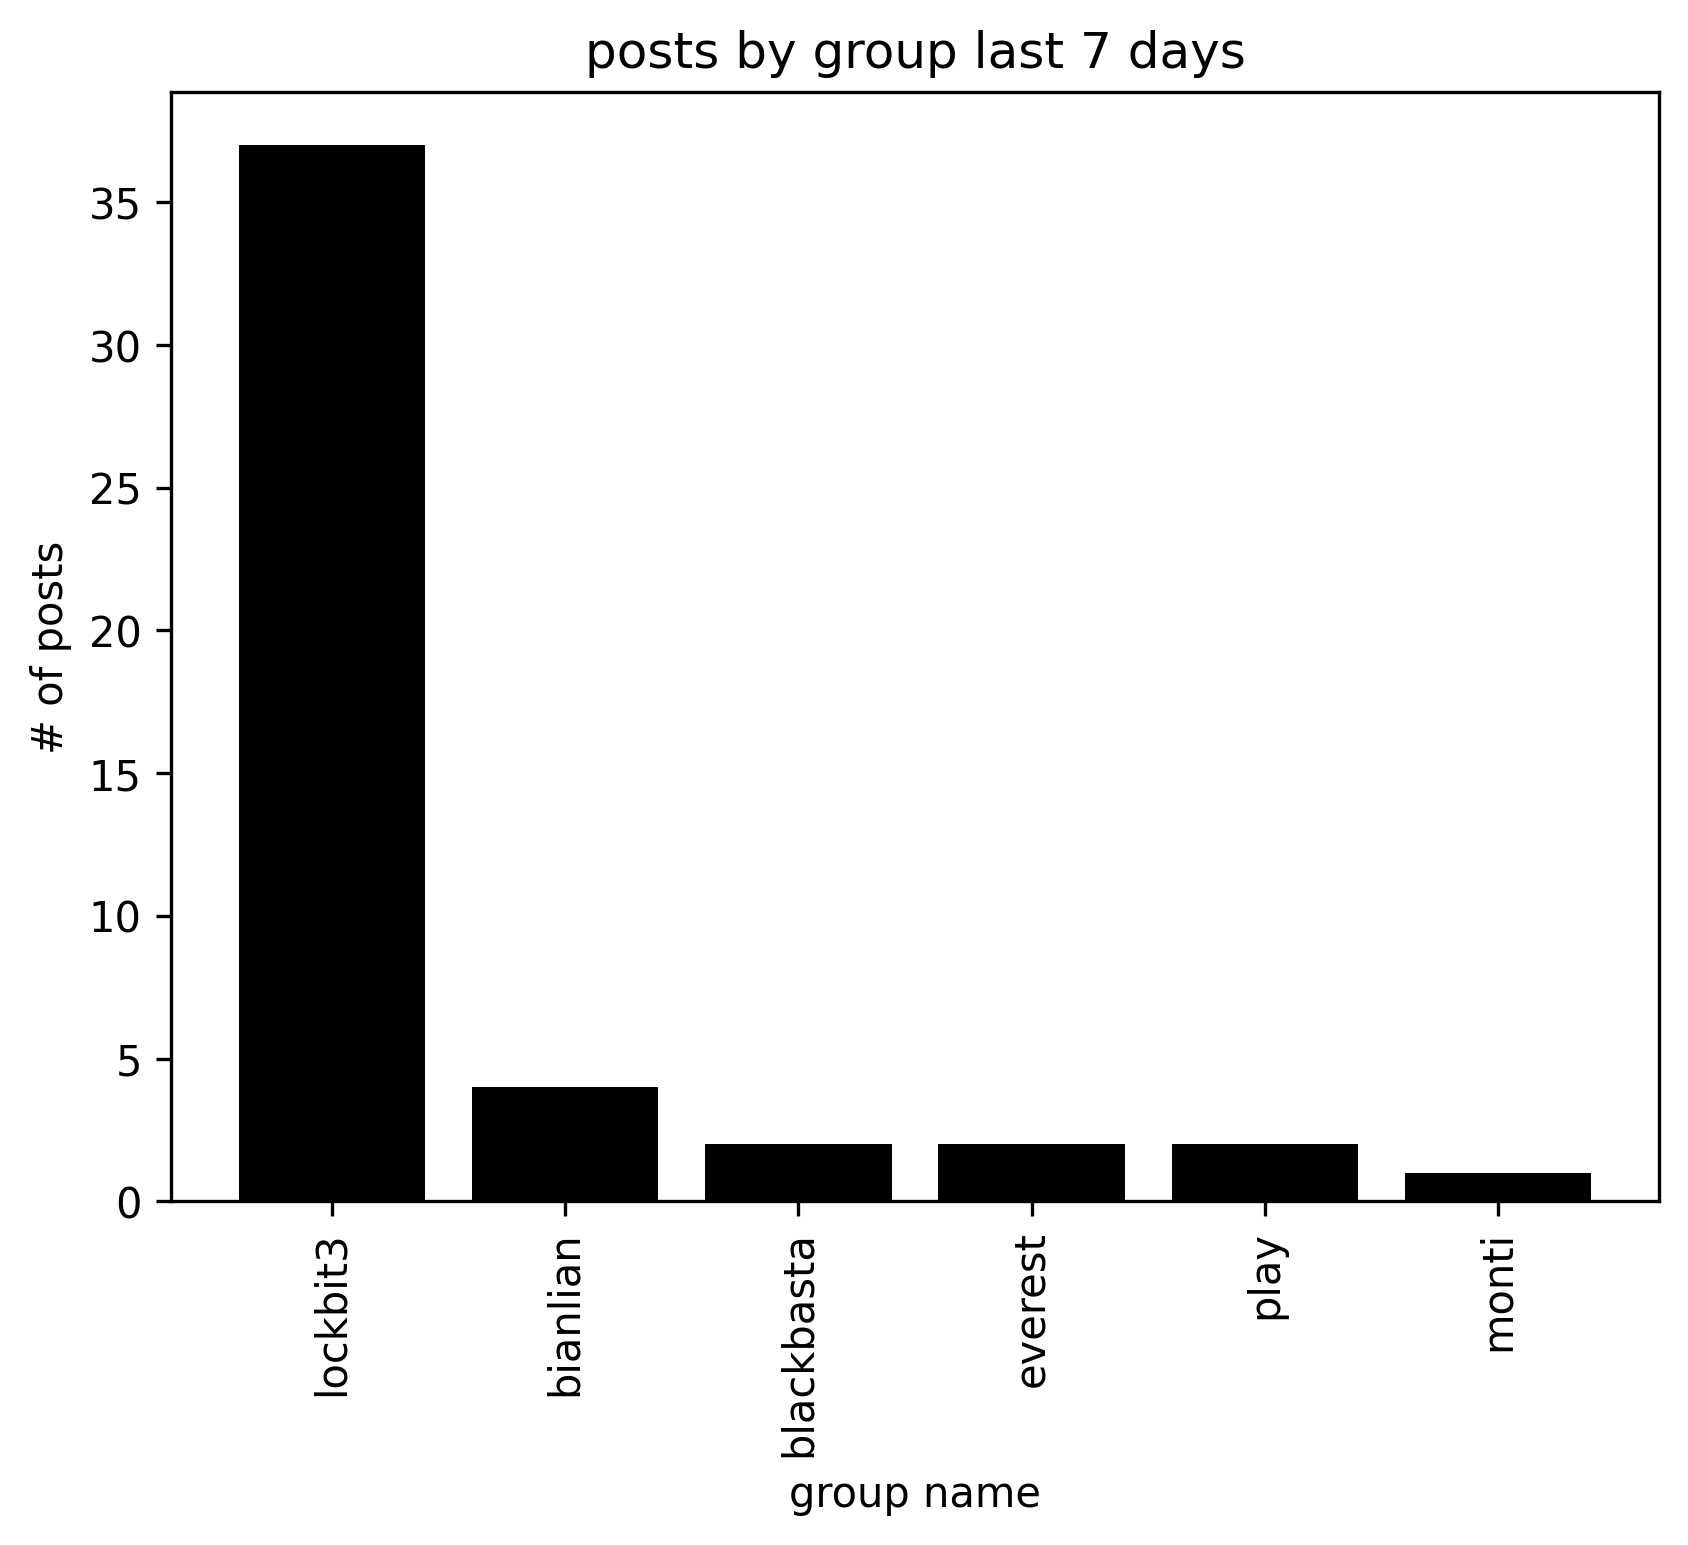 posts by group last 7 days
# of posts
35
30
25
20
15
10
5
0
lockbit3
bianlian
blackbasta
everest
play
monti
group name